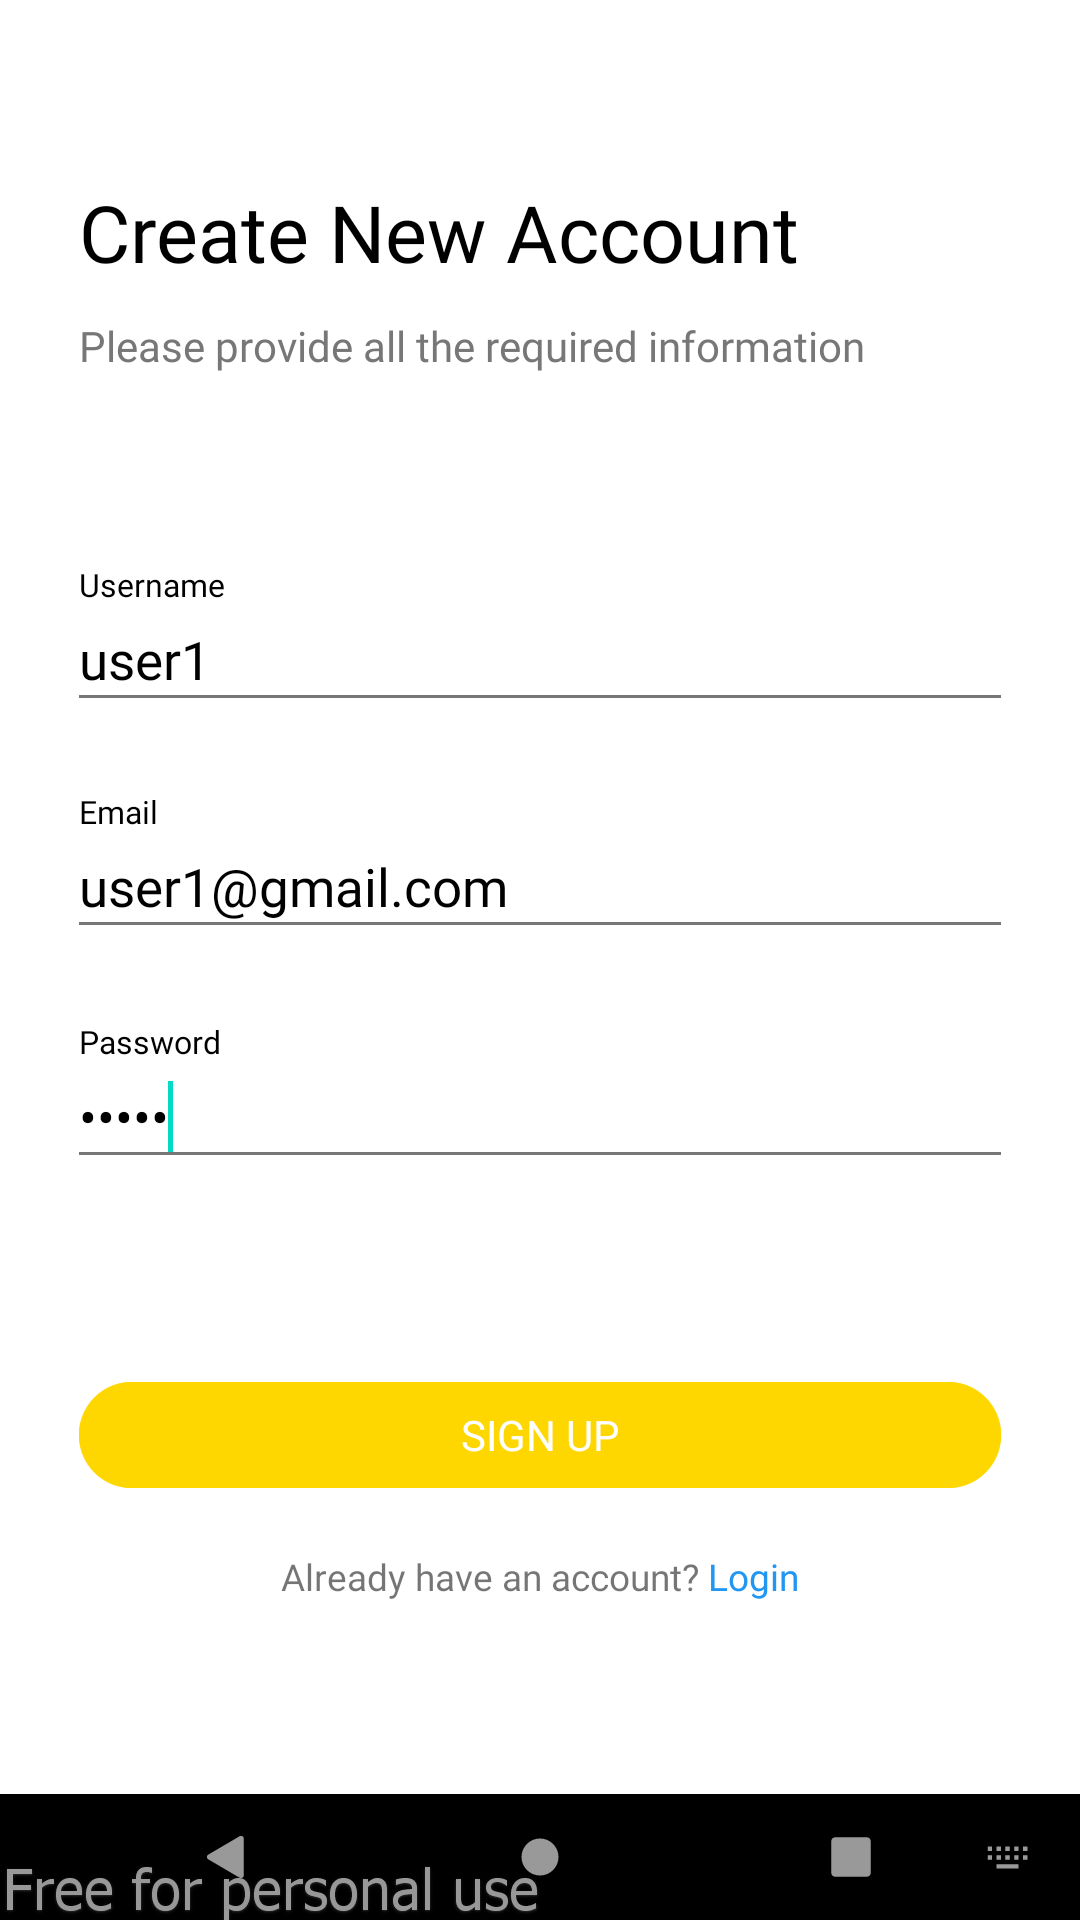 Create New Account
Please provide all the required information
Username
user1
Email
user1@gmail.com
Password
•••••
SIGN UP
Already have an account? Login
Free for personal use